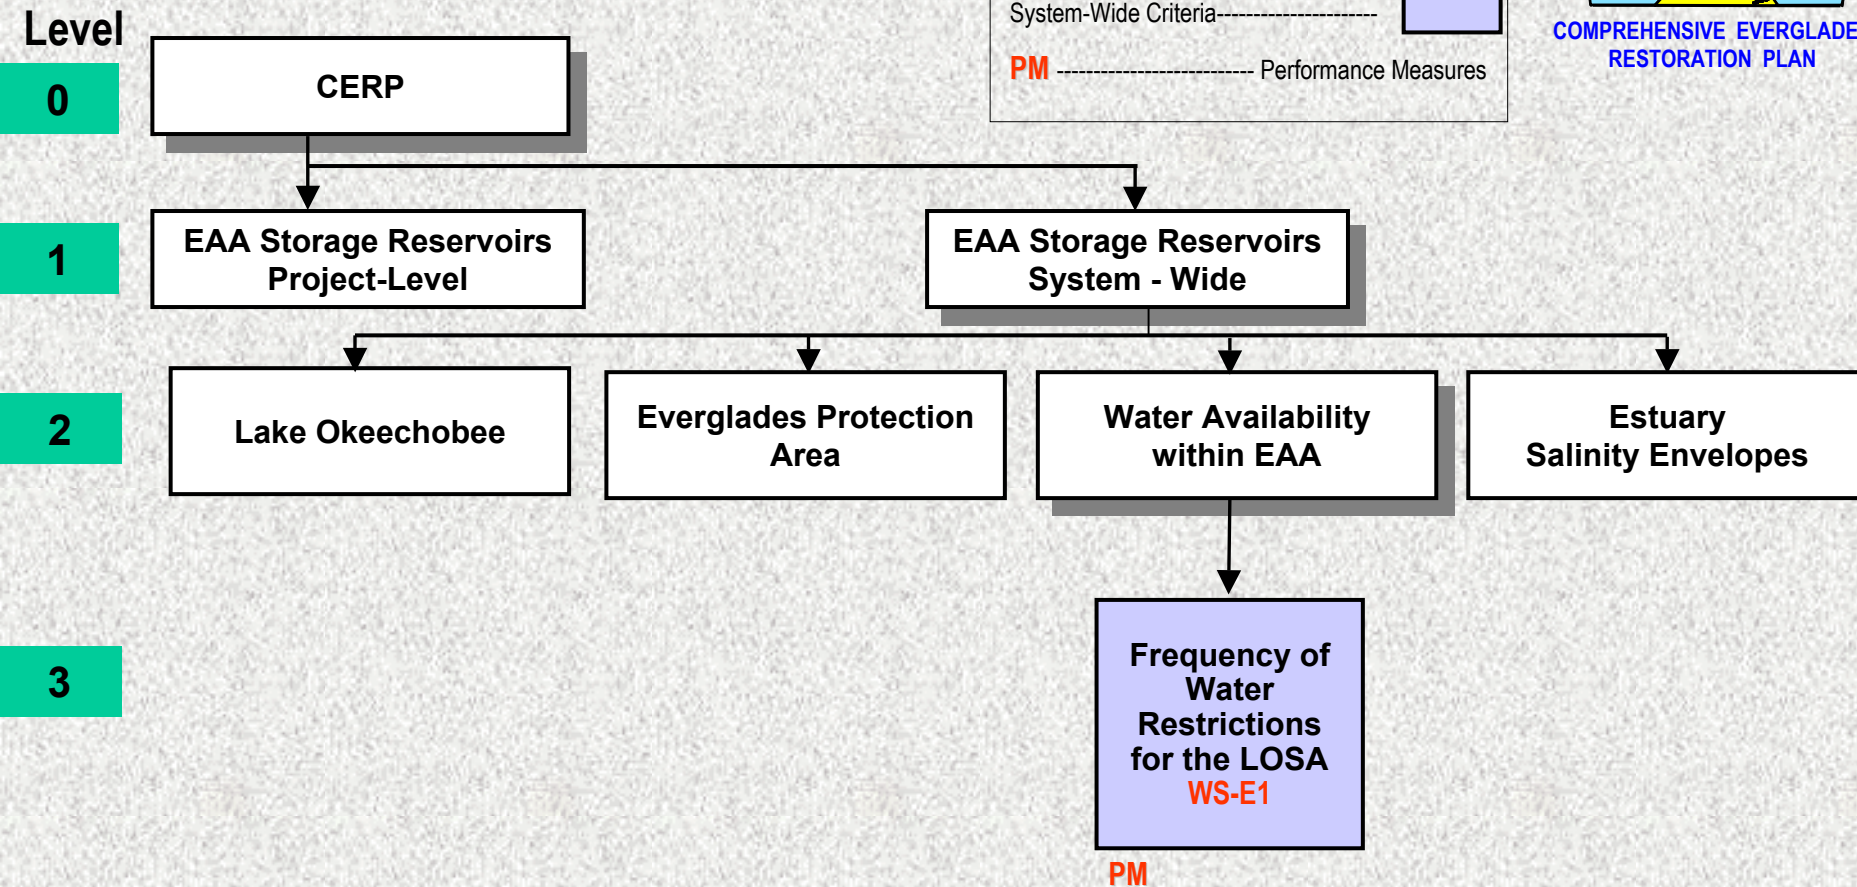 Level
System-Wide Criteria----------------------
PM --------------------------- Performance Measures
COMPREHENSIVE EVERGLADE
RESTORATION PLAN
0
CERP
1
EAA Storage Reservoirs
Project-Level
EAA Storage Reservoirs
System - Wide
2
Lake Okeechobee
Everglades Protection
Area
Water Availability
within EAA
Estuary
Salinity Envelopes
3
Frequency of
Water
Restrictions
for the LOSA
WS-E1
PM